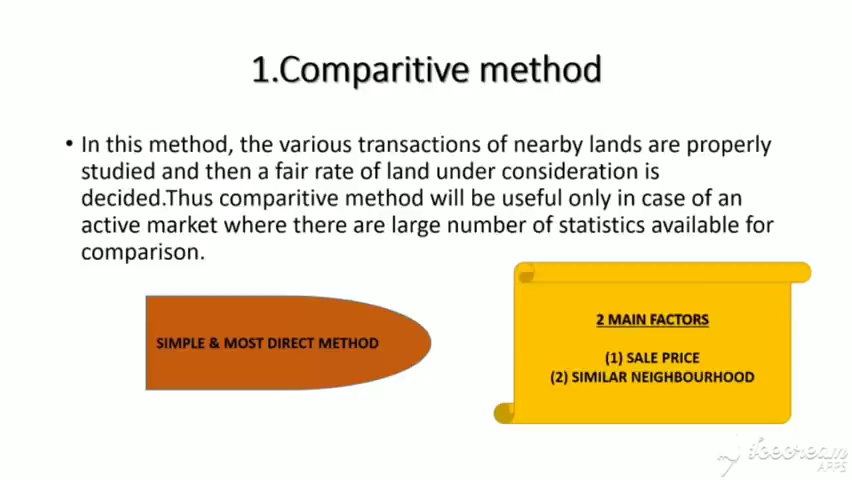 1.Comparitive method
• In this method, the various transactions of nearby lands are properly
studied and then a fair rate of land under consideration is
decided.Thus comparitive method will be useful only in case of an
active market where there are large number of statistics available for
comparison.
SIMPLE & MOST DIRECT METHOD
2 MAIN FACTORS
(1) SALE PRICE
(2) SIMILAR NEIGHBOURHOOD
Icecream
APPS